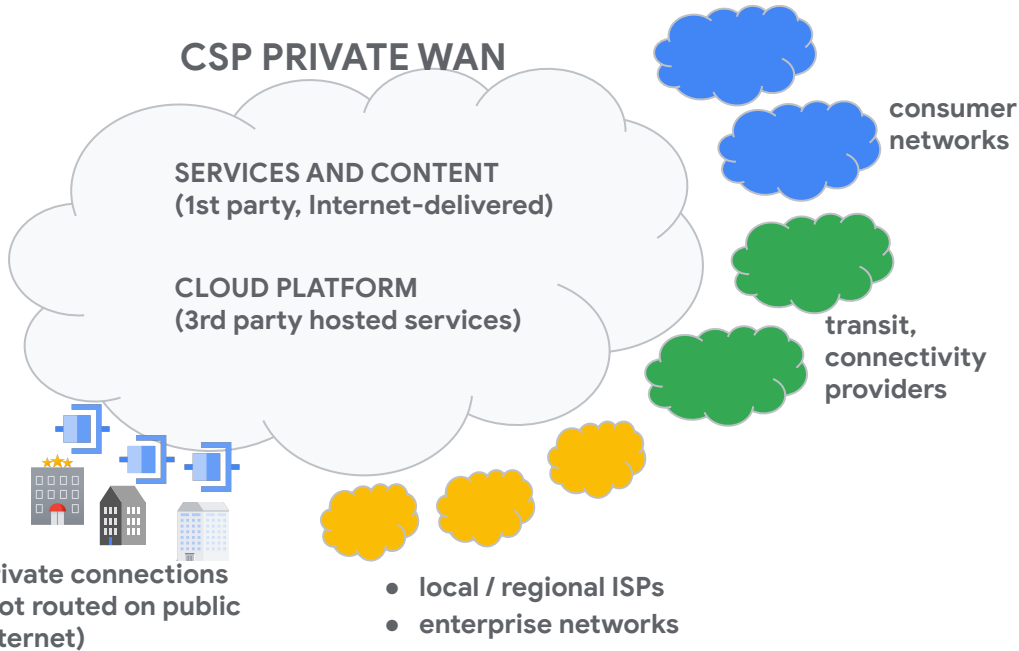 CSP PRIVATE WAN
consumer
networks
SERVICES AND CONTENT
(1st party, Internet-delivered)
CLOUD PLATFORM
(3rd party hosted services)
transit,
connectivity
providers
ivate connections
ot routed on public
ternet)
● local / regional ISPs
● enterprise networks